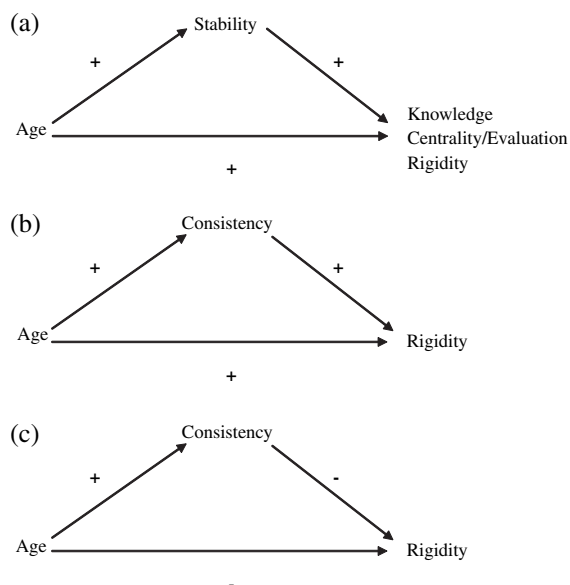 (a)
Stability
+
+
Age
Knowledge
Centrality/Evaluation
Rigidity
+
(b)
Consistency
+
+
Age
Rigidity
+
(c)
Consistency
+
-
Age
Rigidity